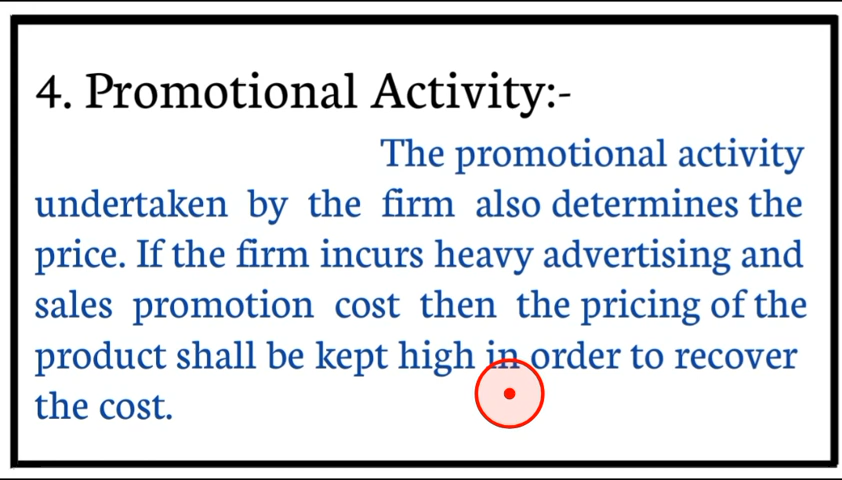 4. Promotional Activity:-
The promotional activity
undertaken by the firm also determines the
price. If the firm incurs heavy advertising and
sales promotion cost then the pricing of the
product shall be kept high in order to recover
the cost.